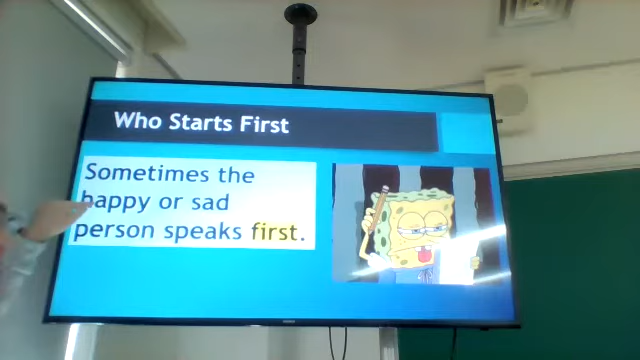 Who Starts First
Sometimes the
happy or sad
person speaks first.